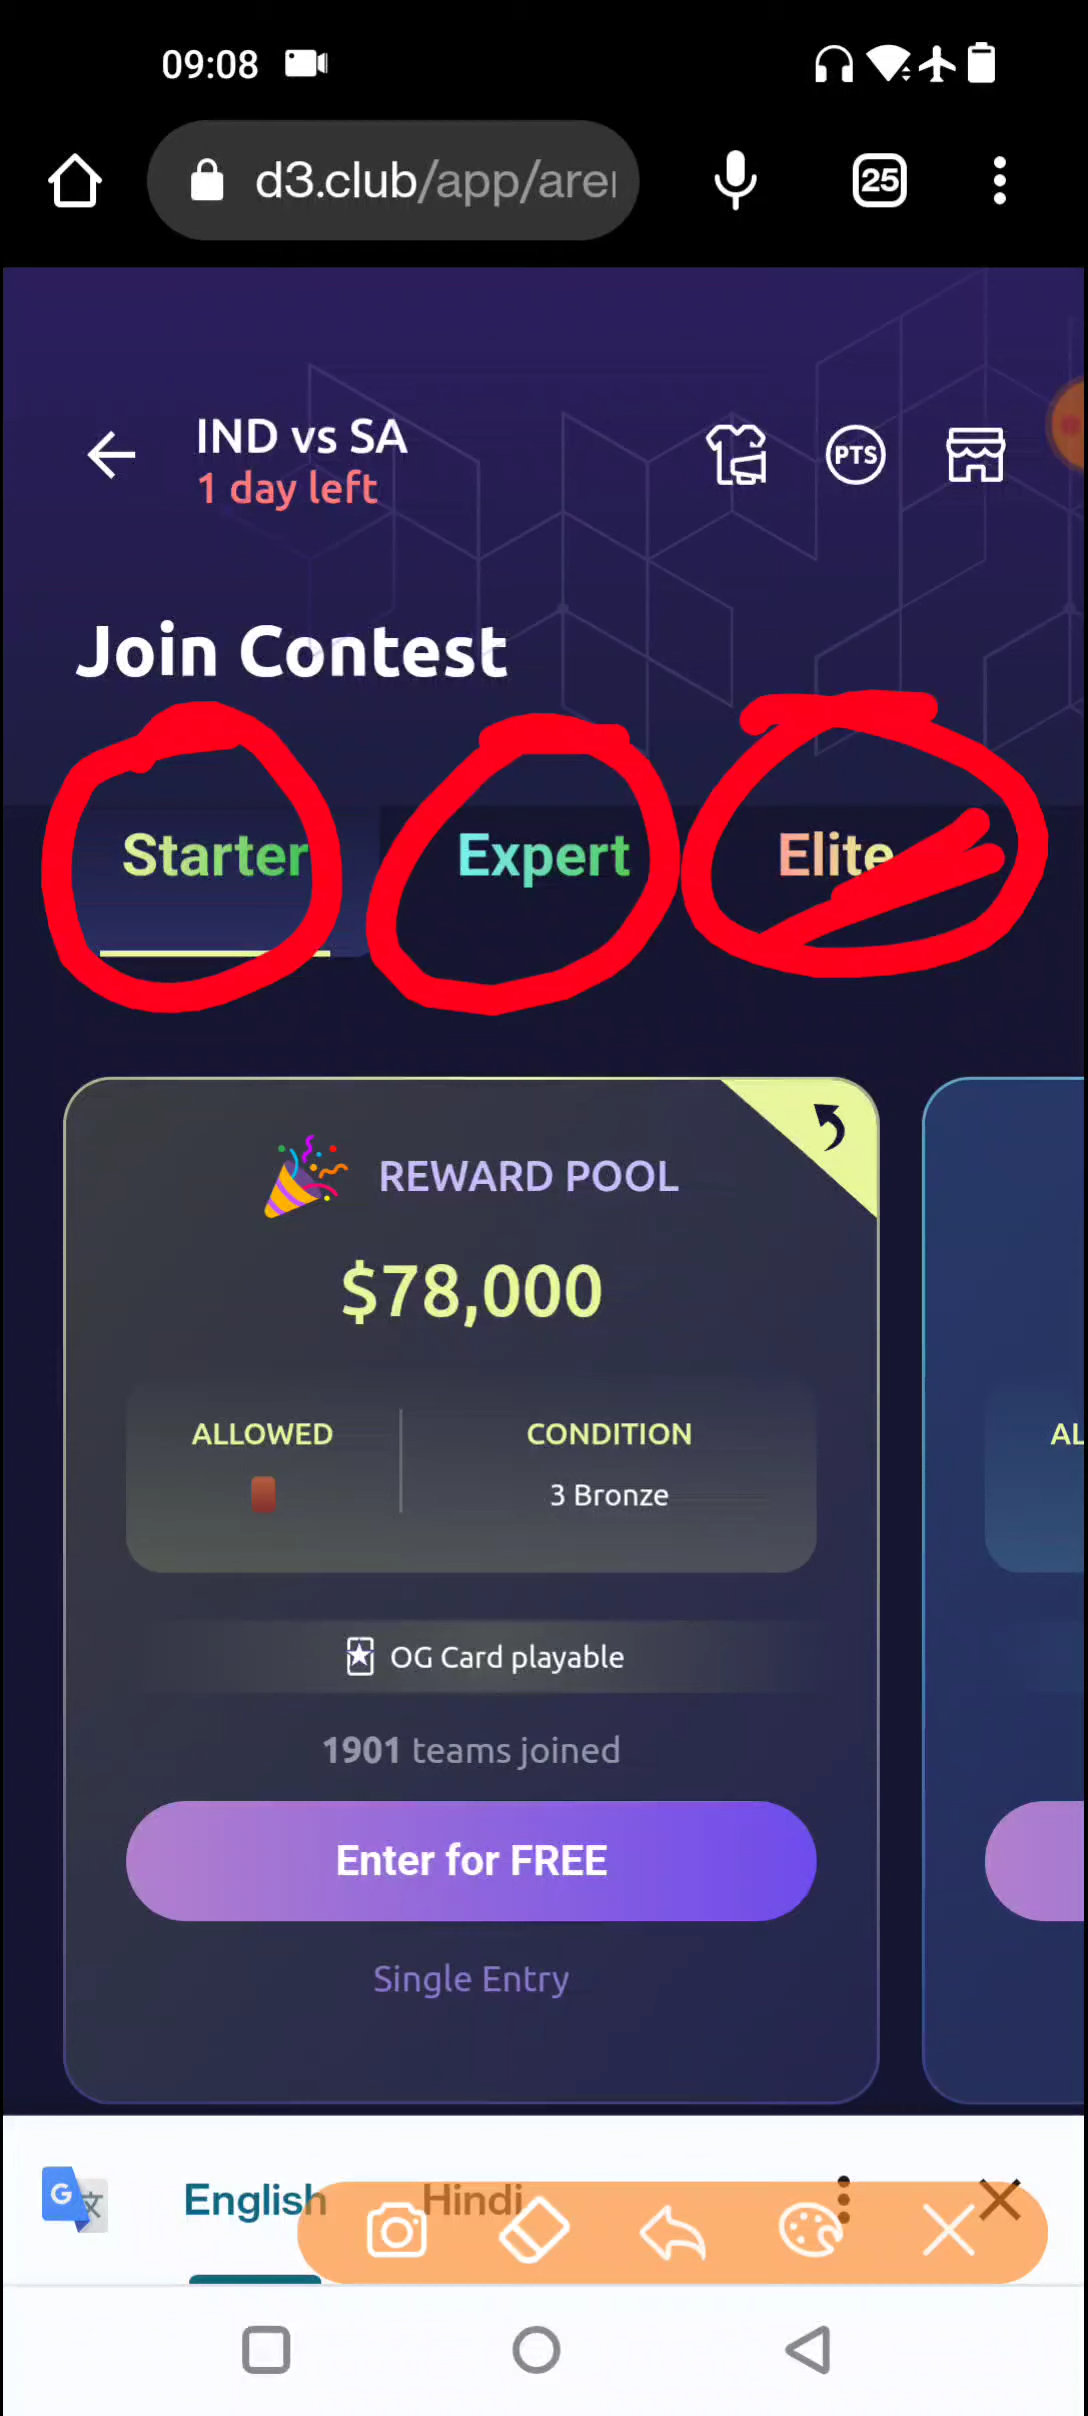 09:08
d3.club/app/are
25
IND vs SA
1 day left
PTS
Join Contest
Starter
Expert
Elite
REWARD POOL
$78,000
ALLOWED
CONDITION
3 Bronze
AL
OG Card playable
1901 teams joined
Enter for FREE
Single Entry
G
文
English
Hindi